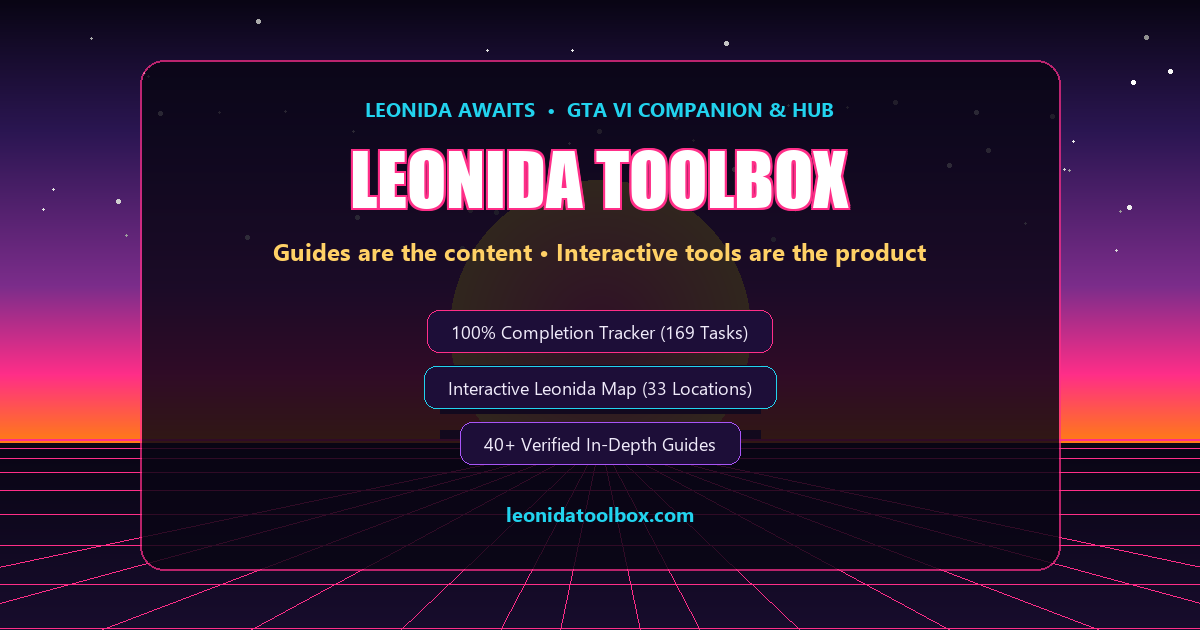 LEONIDA AWAITS • GTA VI COMPANION & HUB
LEONIDA TOOLBOX
Guides are the content • Interactive tools are the product
100% Completion Tracker (169 Tasks)
Interactive Leonida Map (33 Locations)
40+ Verified In-Depth Guides
leonidatoolbox.com